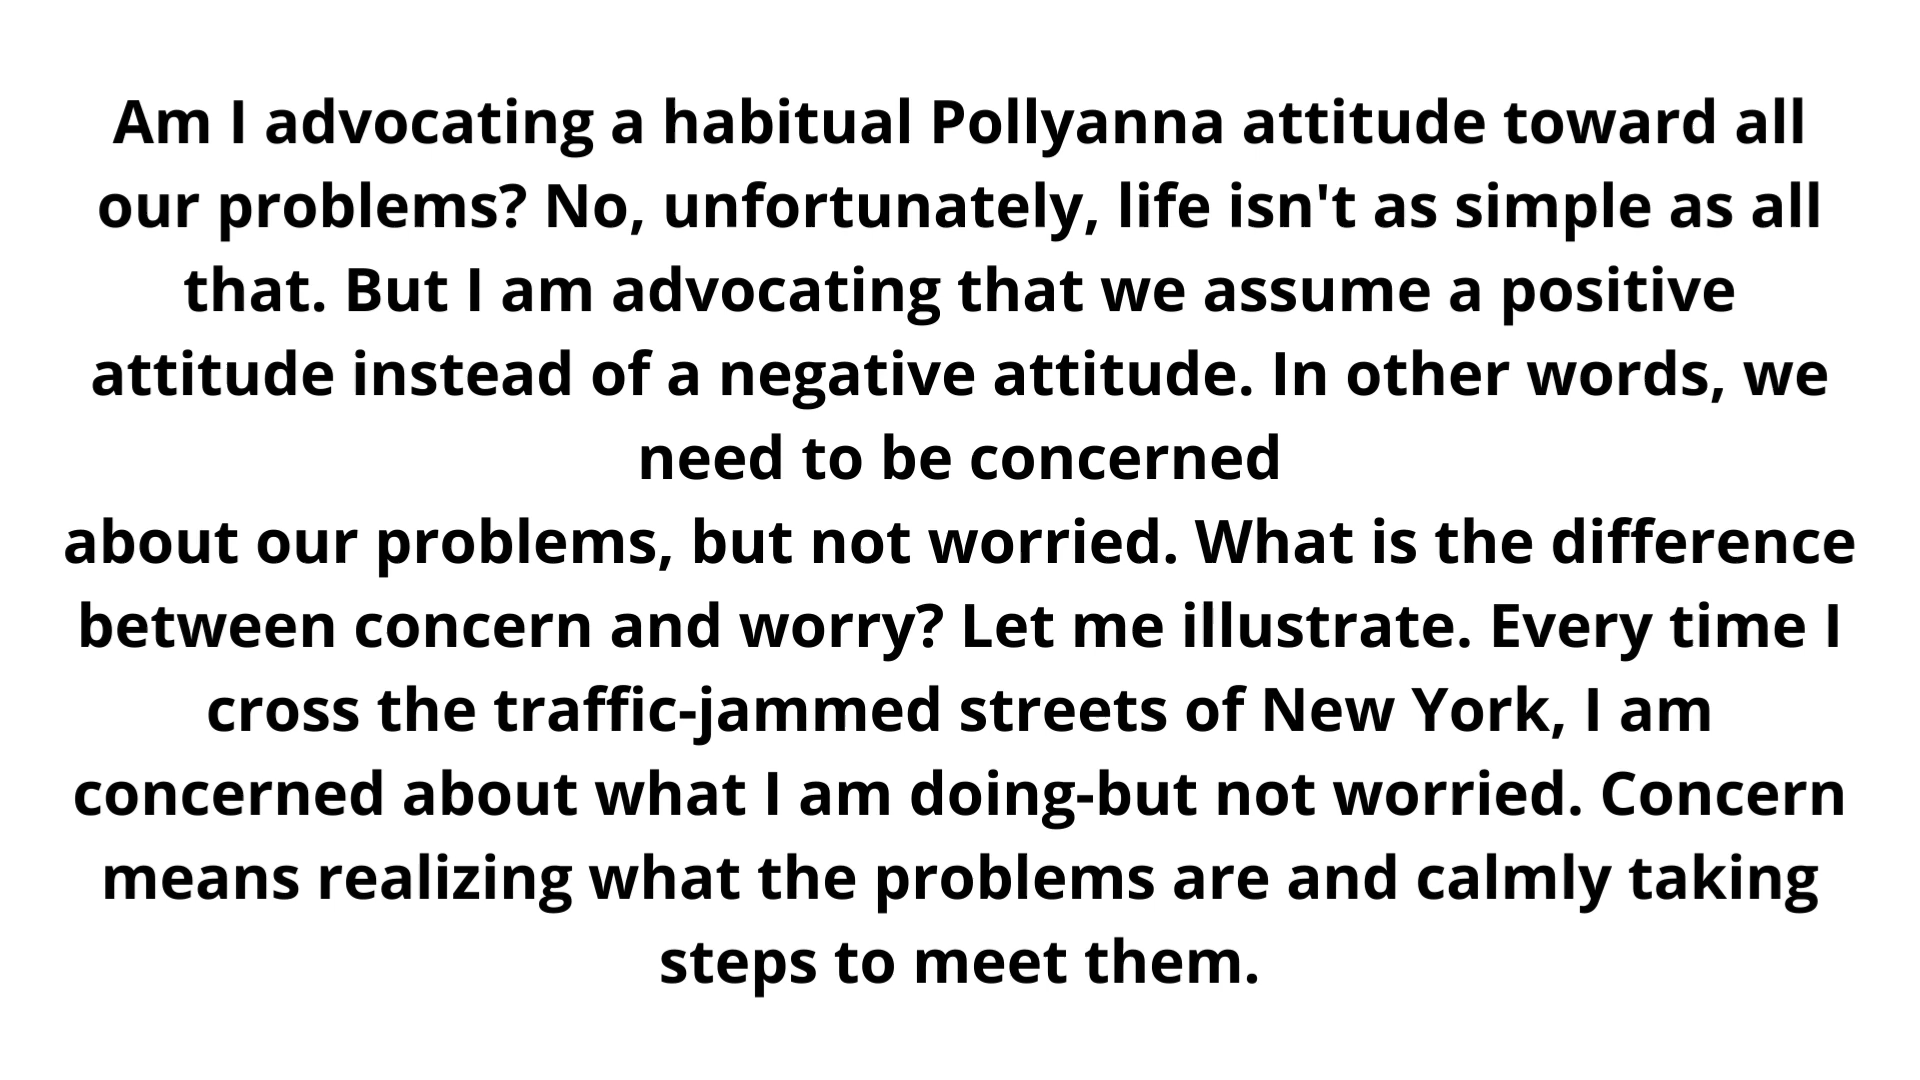 Am I advocating a habitual Pollyanna attitude toward all
our problems? No, unfortunately, life isn't as simple as all
that. But I am advocating that we assume a positive
attitude instead of a negative attitude. In other words, we
need to be concerned
about our problems, but not worried. What is the difference
between concern and worry? Let me illustrate. Every time I
cross the traffic-jammed streets of New York, I am
concerned about what I am doing-but not worried. Concern
means realizing what the problems are and calmly taking
steps to meet them.